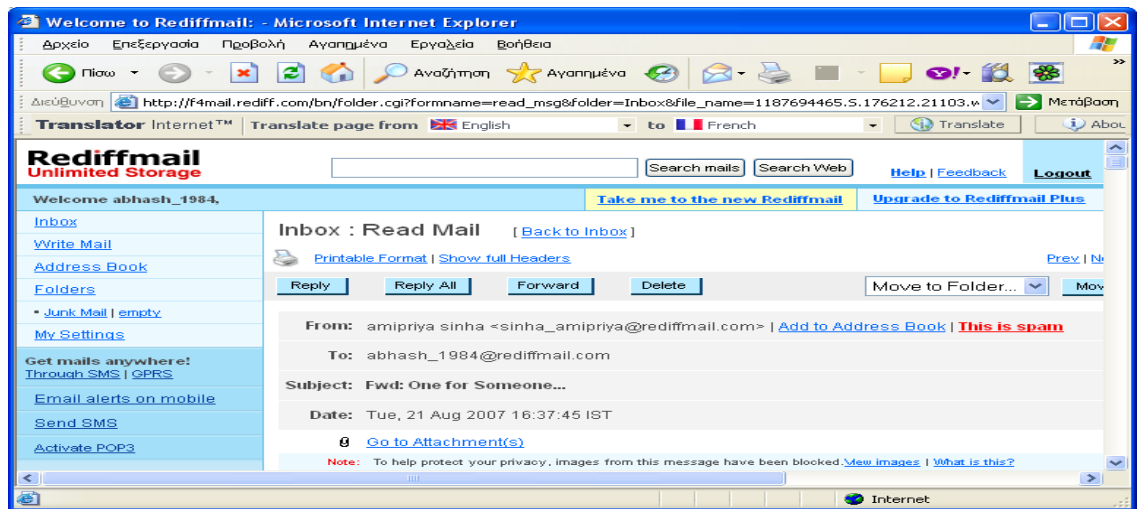 Welcome to Rediffmail: - Microsoft Internet Explorer
Αρχείο Επεξεργασία Προβολή Αγαπημένα Εργαλεία Βοήθεια
Πίσω Αναζήτηση Αγαπημένα »
Διεύθυνση http://f4mail.rediff.com/bn/folder.cgi?formname=read_msg&folder=Inbox&file_name=1187694465.S.176212.21103.w Μετάβαση
Translator Internet™ Translate page from English to French Translate Abou
Rediffmail
Unlimited Storage
Search mails Search Web Help | Feedback Logout
Welcome abhash_1984, Take me to the new Rediffmail Upgrade to Rediffmail Plus
Inbox
Write Mail
Address Book
Folders
Junk Mail | empty
My Settings
Get mails anywhere!
Through SMS | GPRS
Email alerts on mobile
Send SMS
Activate POP3
Inbox : Read Mail [ Back to Inbox ]
Printable Format | Show full Headers Prev | Ne
Reply Reply All Forward Delete Move to Folder... Mov
From: amipriya sinha <sinha_amipriya@rediffmail.com> | Add to Address Book | This is spam
To: abhash_1984@rediffmail.com
Subject: Fwd: One for Someone...
Date: Tue, 21 Aug 2007 16:37:45 IST
Go to Attachment(s)
Note: To help protect your privacy, images from this message have been blocked.View images | What is this?
Internet